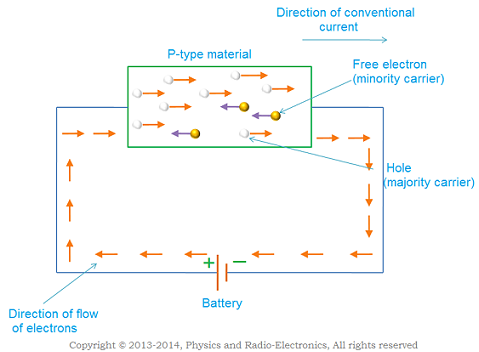 Direction of conventional
current
P-type material
Free electron
(minority carrier)
Hole
(majority carrier)
+
−
Battery
Direction of flow
of electrons
Copyright © 2013-2014, Physics and Radio-Electronics, All rights reserved